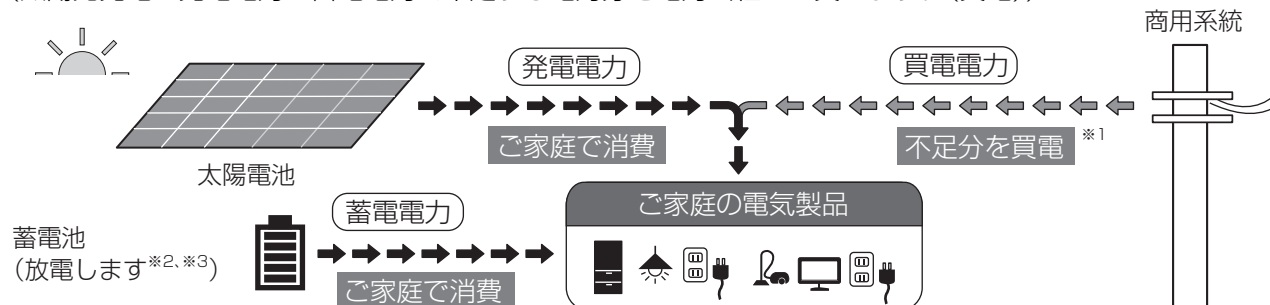 商用系統
発電電力
買電電力
ご家庭で消費
不足分を買電 ※1
太陽電池
蓄電電力
ご家庭の電気製品
蓄電池
(放電します※2、※3)
ご家庭で消費